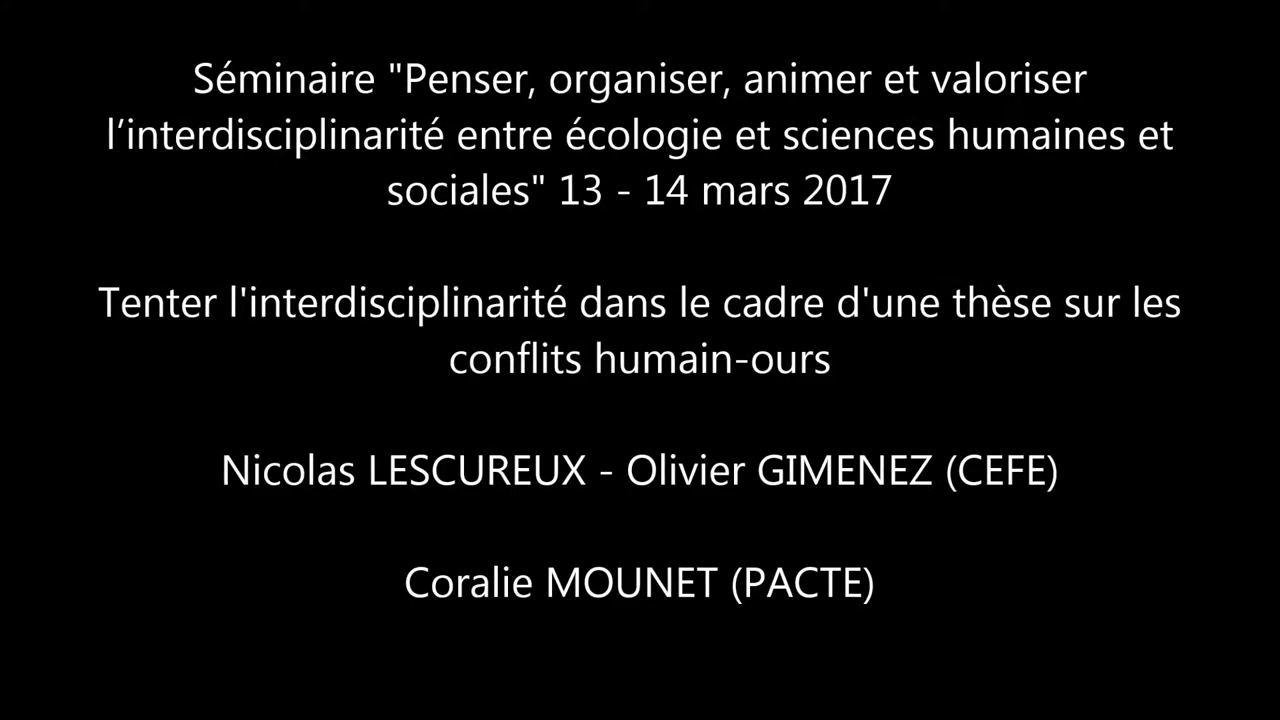 Séminaire "Penser, organiser, animer et valoriser
l’interdisciplinarité entre écologie et sciences humaines et
sociales" 13 - 14 mars 2017
Tenter l'interdisciplinarité dans le cadre d'une thèse sur les
conflits humain-ours
Nicolas LESCUREUX - Olivier GIMENEZ (CEFE)
Coralie MOUNET (PACTE)